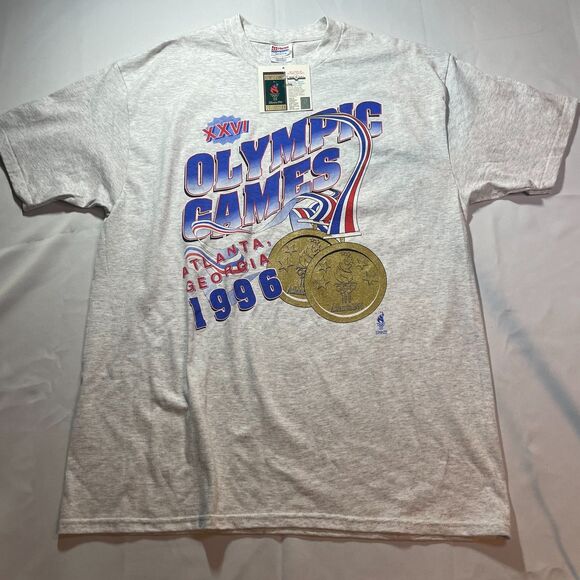 XXVI
OLYMPIC
GAMES
ATLANTA,
GEORGIA
1996